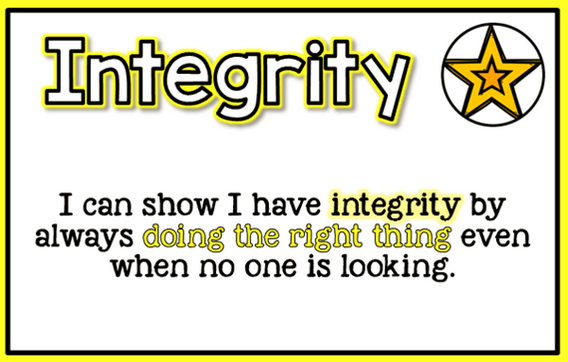 Integrity
I can show I have integrity by
always doing the right thing even
when no one is looking.